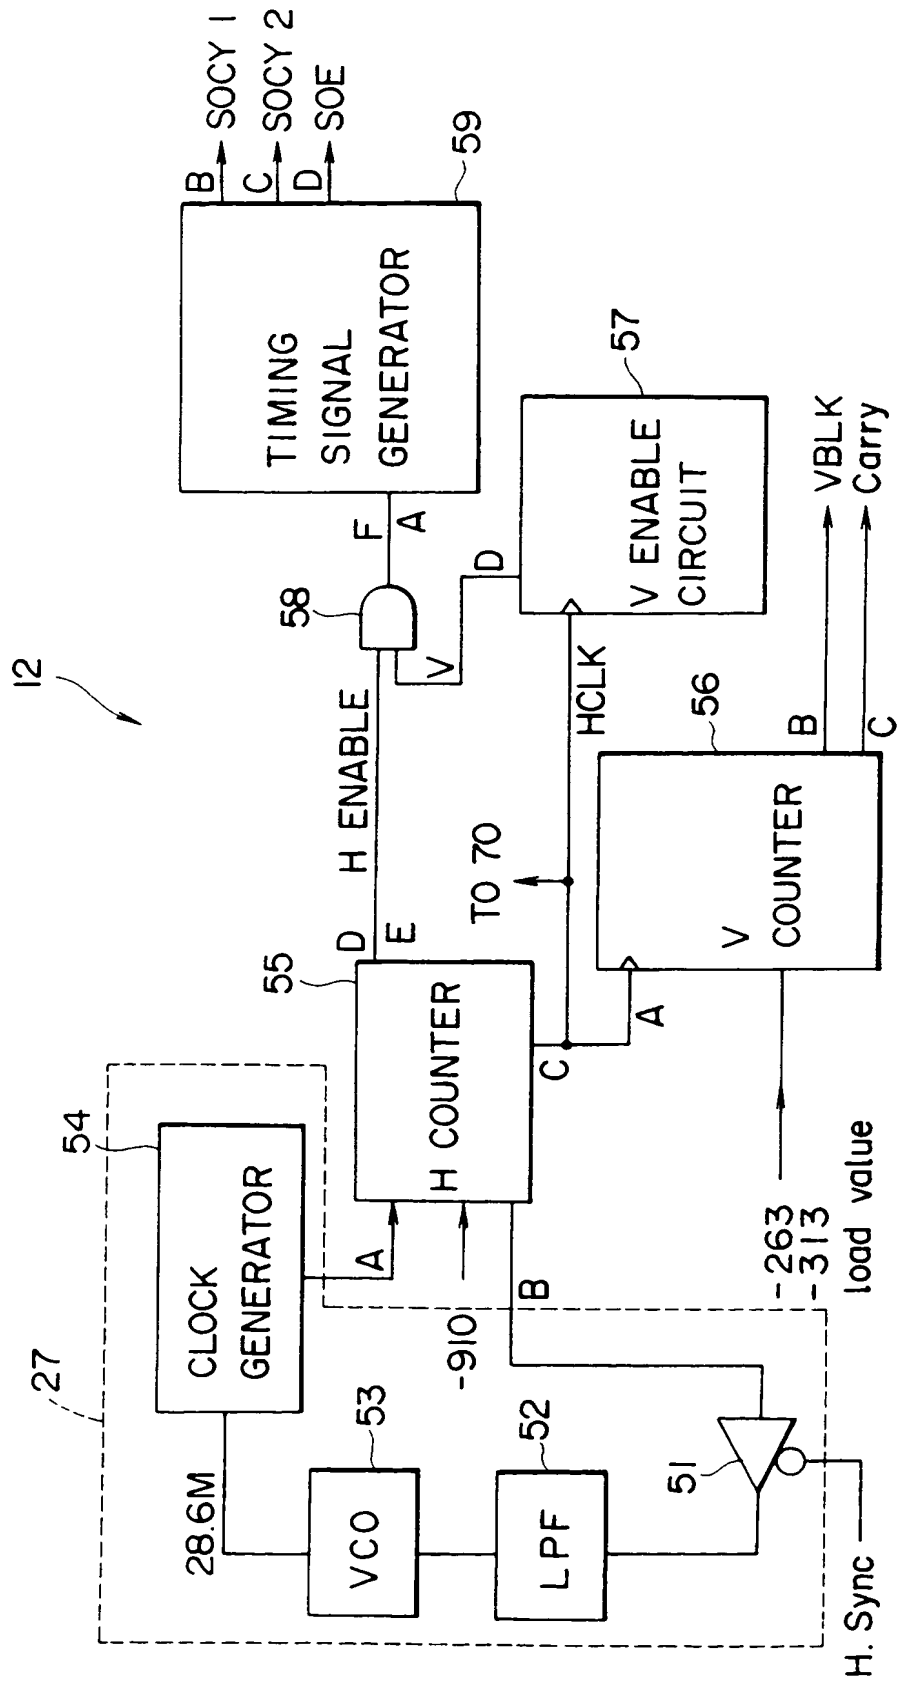 12
27
54
CLOCK
GENERATOR
28.6M
53
VCO
52
LPF
51
H. Sync
A
-910
B
55
H COUNTER
D
E
H ENABLE
C
TO 70
HCLK
A
-263
-313
load value
56
V
COUNTER
B
VBLK
C
Carry
57
V ENABLE
CIRCUIT
D
V
58
F
A
59
TIMING
SIGNAL
GENERATOR
B
SOCY 1
C
SOCY 2
D
SOE